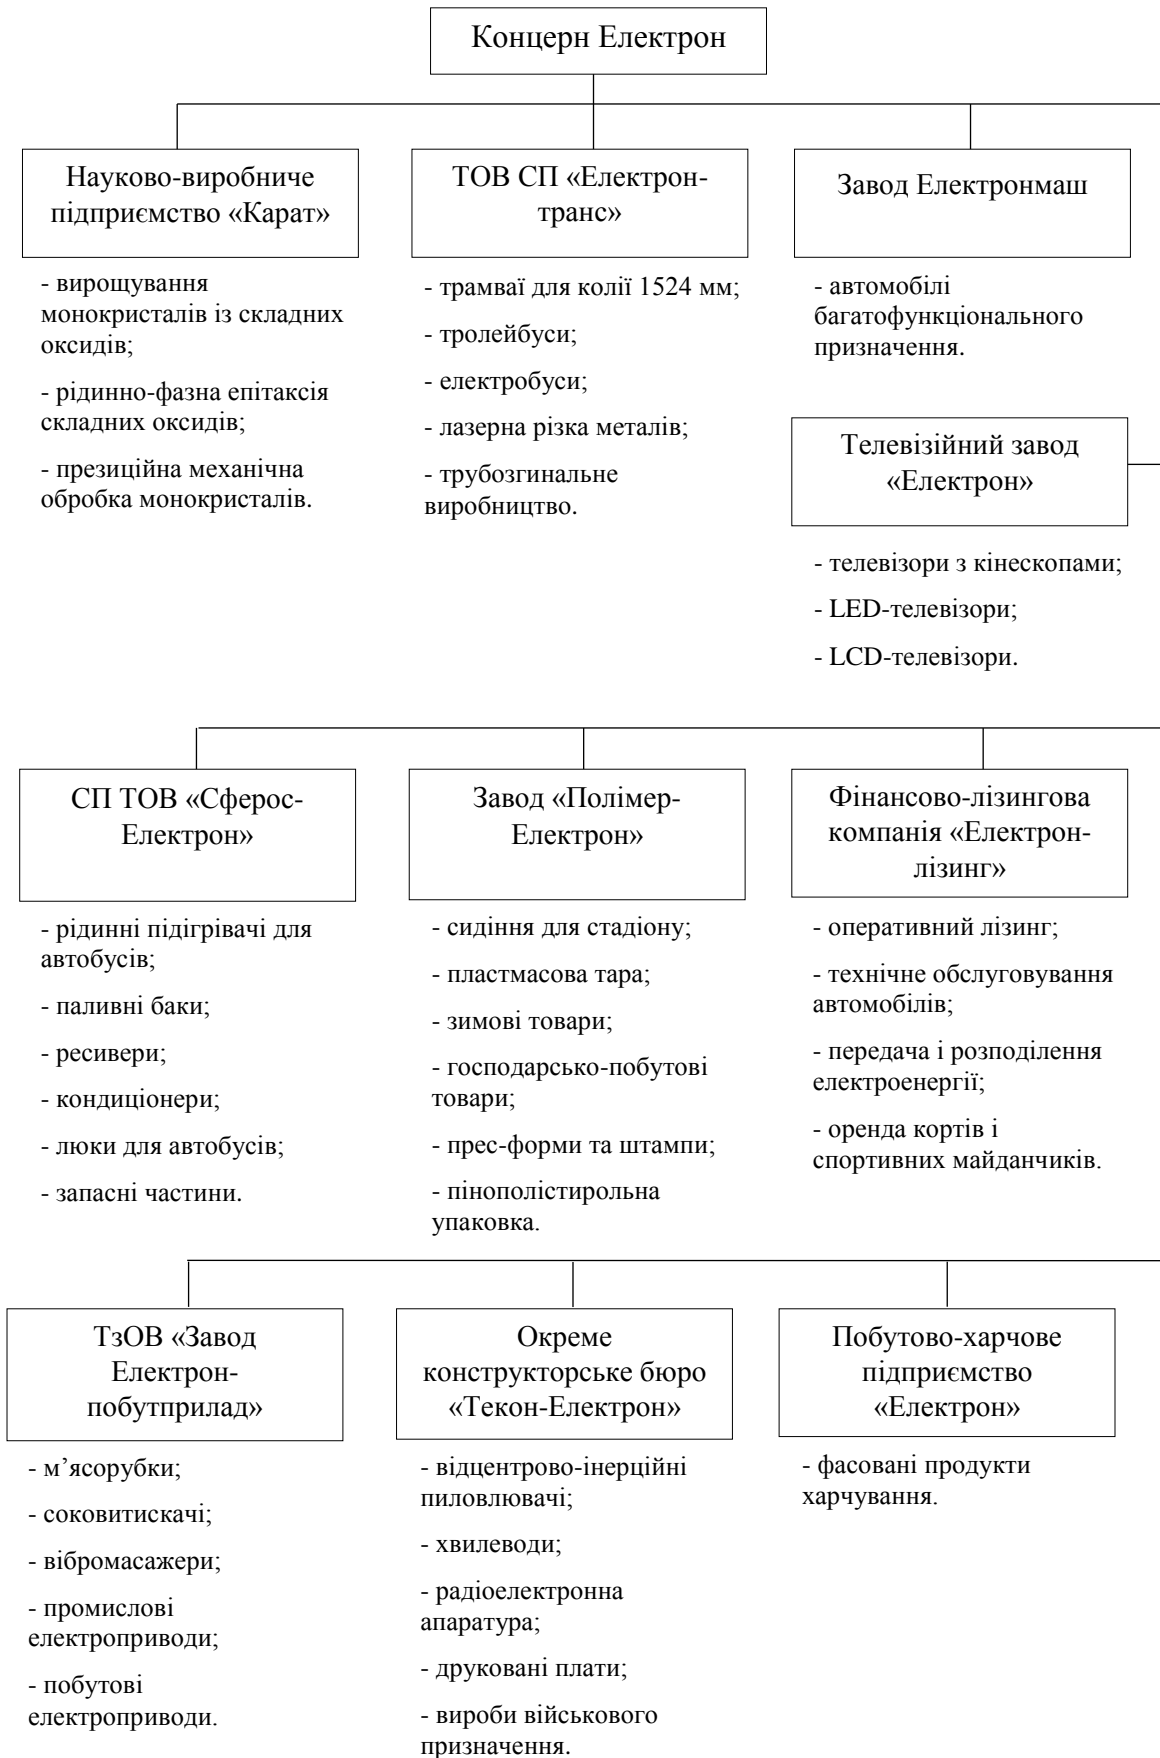 Концерн Електрон
Науково-виробниче
підприємство «Карат»
- вирощування
монокристалів із складних
оксидів;
- рідинно-фазна епітаксія
складних оксидів;
- презиційна механічна
обробка монокристалів.
ТОВ СП «Електрон-
транс»
- трамваї для колії 1524 мм;
- тролейбуси;
- електробуси;
- лазерна різка металів;
- трубозгинальне
виробництво.
Завод Електронмаш
- автомобілі
багатофункціонального
призначення.
Телевізійний завод
«Електрон»
- телевізори з кінескопами;
- LED-телевізори;
- LCD-телевізори.
СП ТОВ «Сферос-
Електрон»
- рідинні підігрівачі для
автобусів;
- паливні баки;
- ресивери;
- кондиціонери;
- люки для автобусів;
- запасні частини.
Завод «Полімер-
Електрон»
- сидіння для стадіону;
- пластмасова тара;
- зимові товари;
- господарсько-побутові
товари;
- прес-форми та штампи;
- пінополістирольна
упаковка.
Фінансово-лізингова
компанія «Електрон-
лізинг»
- оперативний лізинг;
- технічне обслуговування
автомобілів;
- передача і розподілення
електроенергії;
- оренда кортів і
спортивних майданчиків.
ТзОВ «Завод
Електрон-
побутприлад»
- м’ясорубки;
- соковитискачі;
- вібромасажери;
- промислові
електроприводи;
- побутові
електроприводи.
Окреме
конструкторське бюро
«Текон-Електрон»
- відцентрово-інерційні
пиловлювачі;
- хвилеводи;
- радіоелектронна
апаратура;
- друковані плати;
- вироби військового
призначення.
Побутово-харчове
підприємство
«Електрон»
- фасовані продукти
харчування.